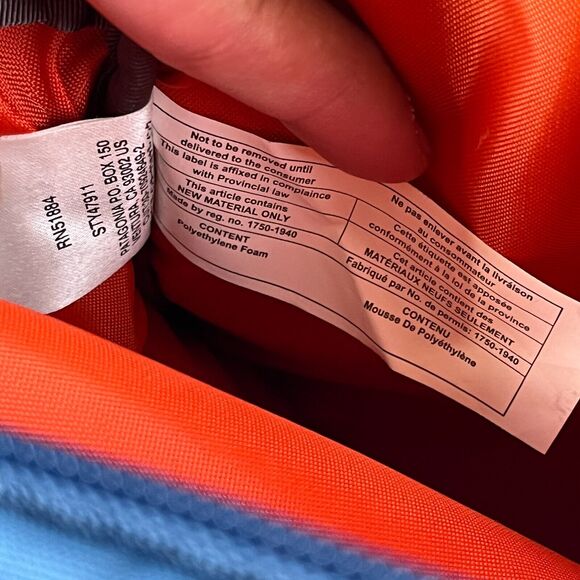 RN51884
STY47911
PATAGONIA P.O. BOX 150
VENTURA CA 93002 US
Not to be removed until
delivered to the consumer
This label is affixed in complaince
with Provincial law
This article contains
NEW MATERIAL ONLY
Made by reg. no. 1750-1940
CONTENT
Polyethylene Foam
Ne pas enlever avant la livraison
au consommateur
Cette étiquette est apposée
conformément à la loi de la province
Cet article contient des
MATÉRIAUX NEUFS SEULEMENT
Fabriqué par No. de permis: 1750-1940
CONTENU
Mousse De Polyéthylène